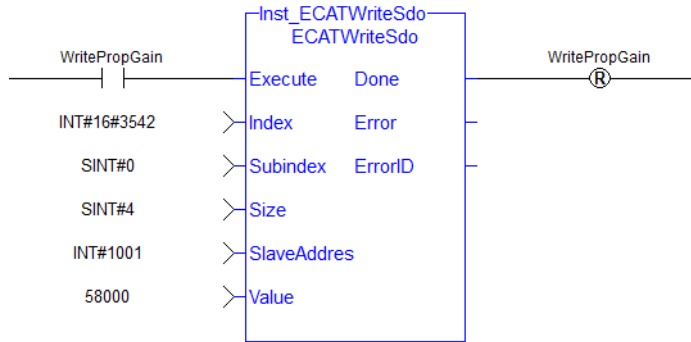 Inst_ECATWriteSdo
ECATWriteSdo
WritePropGain
WritePropGain
Execute Done
R
INT#16#3542 Index Error
SINT#0 Subindex ErrorID
SINT#4 Size
INT#1001 SlaveAddres
58000 Value